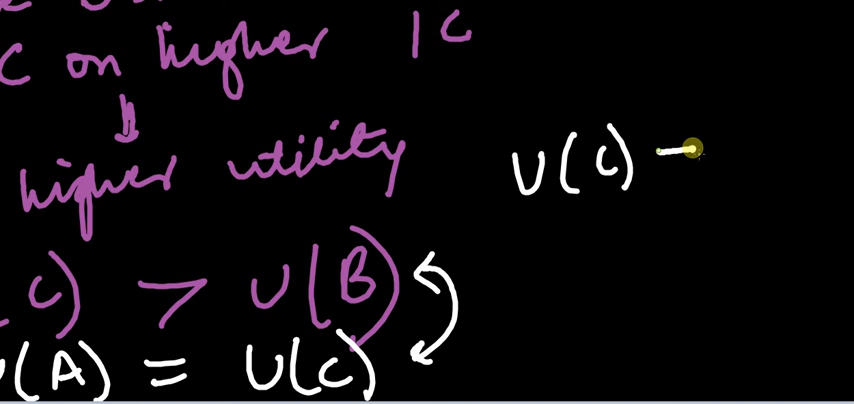 C on higher IC
higher utility
U(C) -
C) > U(B)
U(A) = U(C)